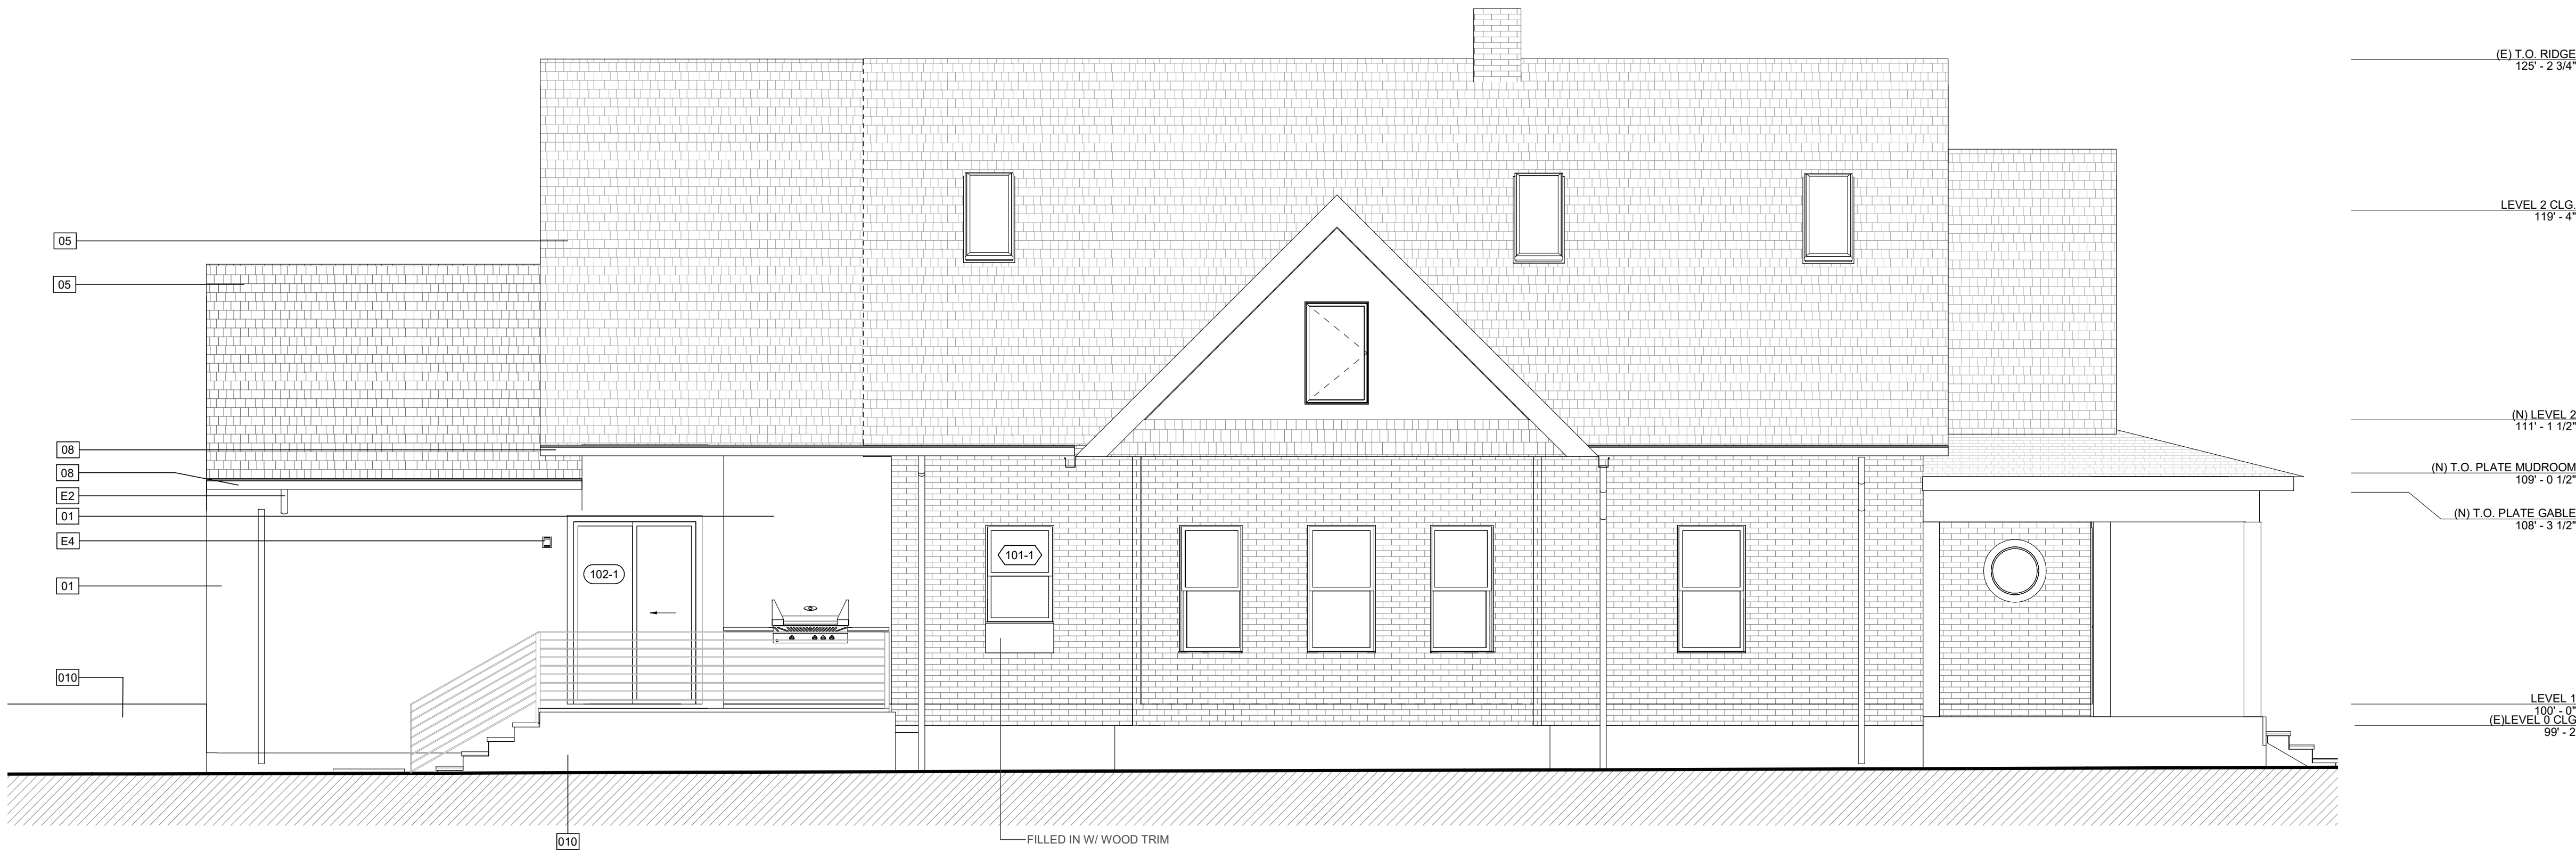 (E) T.O. RIDGE
125' - 2 3/4"
LEVEL 2 CLG.
119' - 4"
05
05
(N) LEVEL 2
111' - 1 1/2"
08
08
(N) T.O. PLATE MUDROOM
109' - 0 1/2"
E2
01
(N) T.O. PLATE GABLE
108' - 3 1/2"
E4
101-1
102-1
01
010
LEVEL 1
100' - 0"
(E)LEVEL 0 CLG
99' - 2
010
FILLED IN W/ WOOD TRIM